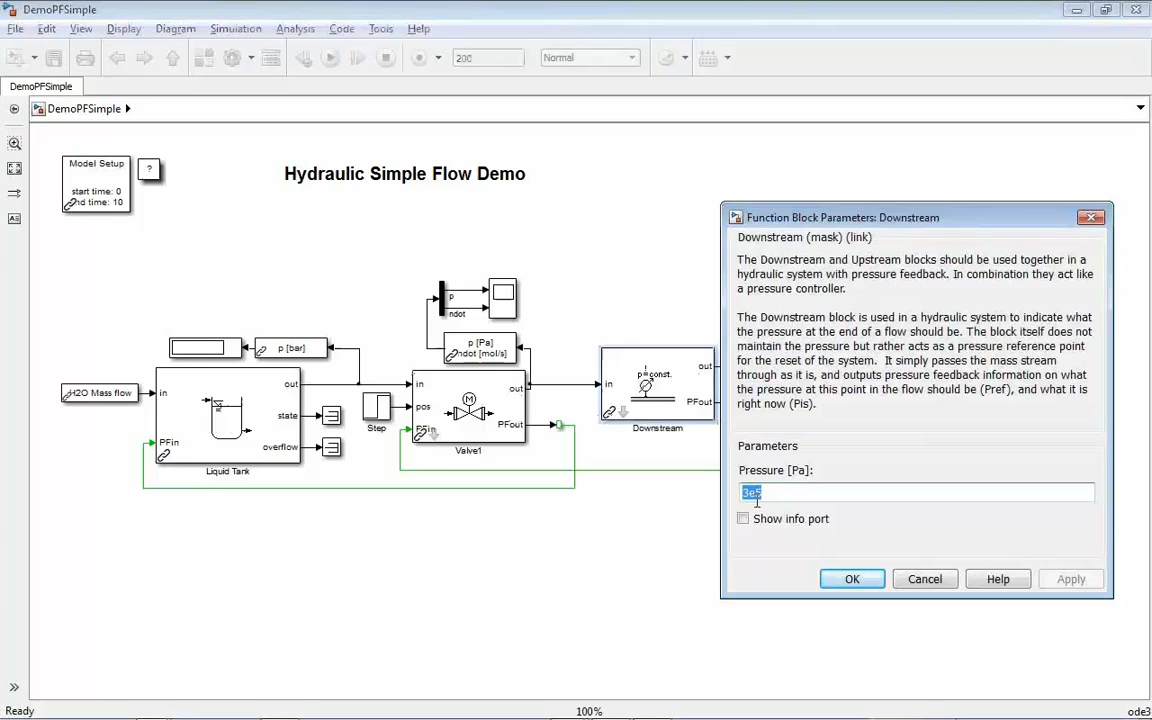 DemoPFSimple
File Edit View Display Diagram Simulation Analysis Code Tools Help
200
Normal
DemoPFSimple
DemoPFSimple
Model Setup
start time: 0
end time: 10
?
Hydraulic Simple Flow Demo
p
ndot
p [bar]
p [Pa]
ndot [mol/s]
H2O Mass flow
in
PFin
out
state
overflow
Liquid Tank
Step
in
pos
PFin
M
out
PFout
Valve1
in
!
p=const.
out
PFout
Downstream
Function Block Parameters: Downstream
Downstream (mask) (link)
The Downstream and Upstream blocks should be used together in a
hydraulic system with pressure feedback. In combination they act like
a pressure controller.
The Downstream block is used in a hydraulic system to indicate what
the pressure at the end of a flow should be. The block itself does not
maintain the pressure but rather acts as a pressure reference point
for the reset of the system. It simply passes the mass stream
through as it is, and outputs pressure feedback information on what
the pressure at this point in the flow should be (Pref), and what it is
right now (Pis).
Parameters
Pressure [Pa]:
3e5
Show info port
OK Cancel Help Apply
Ready
100%
ode3